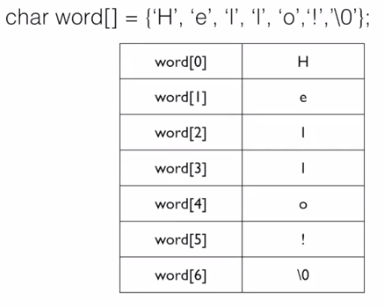 char word[] = {‘H’, ‘e’, ‘l’, ‘l’, ‘o’,‘!’,‘\0’};
word[0] H
word[1] e
word[2] l
word[3] l
word[4] o
word[5] !
word[6] \0